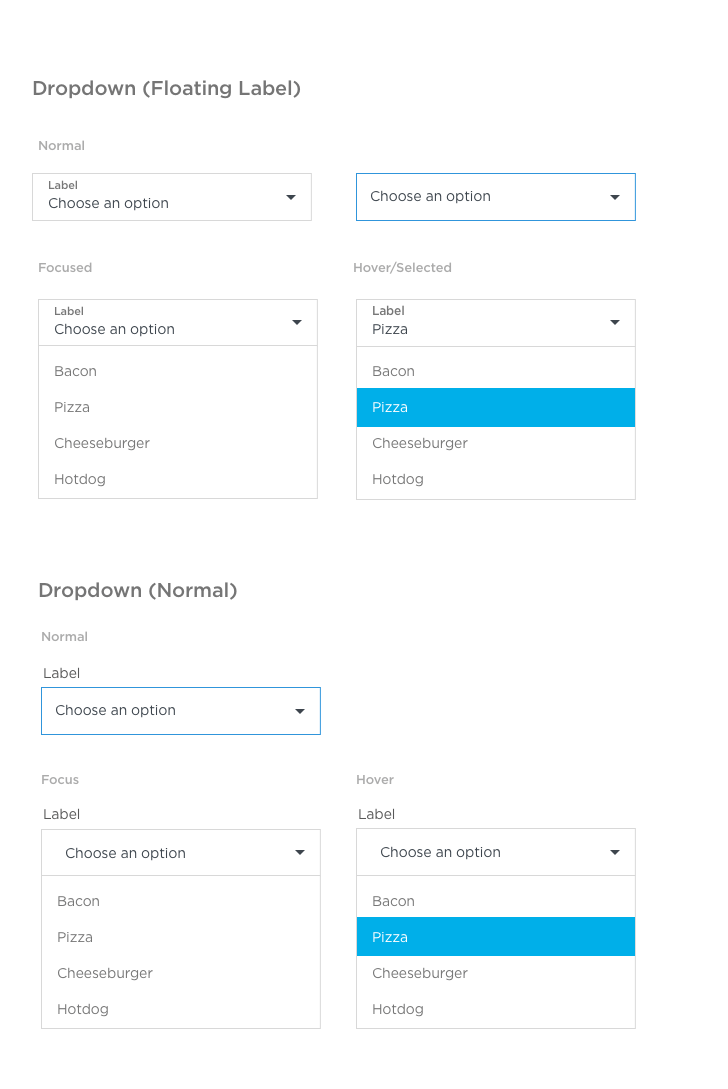 Dropdown (Floating Label)
Normal
Label
Choose an option
Choose an option
Focused
Label
Choose an option
Bacon
Pizza
Cheeseburger
Hotdog
Hover/Selected
Label
Pizza
Bacon
Pizza
Cheeseburger
Hotdog
Dropdown (Normal)
Normal
Label
Choose an option
Focus
Label
Choose an option
Bacon
Pizza
Cheeseburger
Hotdog
Hover
Label
Choose an option
Bacon
Pizza
Cheeseburger
Hotdog